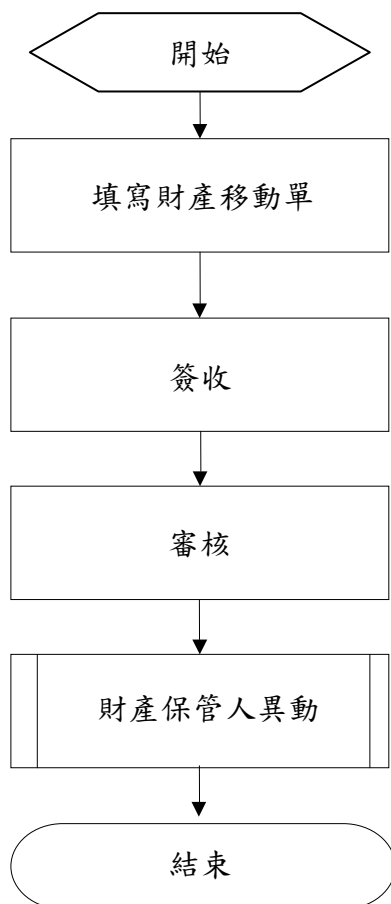 開始
填寫財產移動單
簽收
審核
財產保管人異動
結束